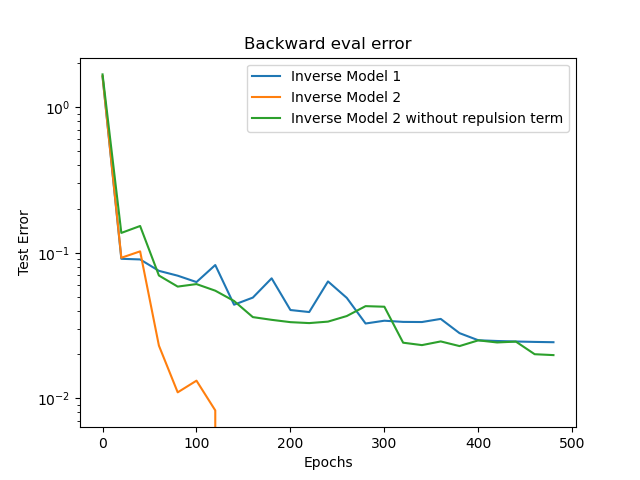 Backward eval error
Inverse Model 1
Inverse Model 2
Inverse Model 2 without repulsion term
Test Error
10⁰
10⁻¹
10⁻²
0 100 200 300 400 500
Epochs